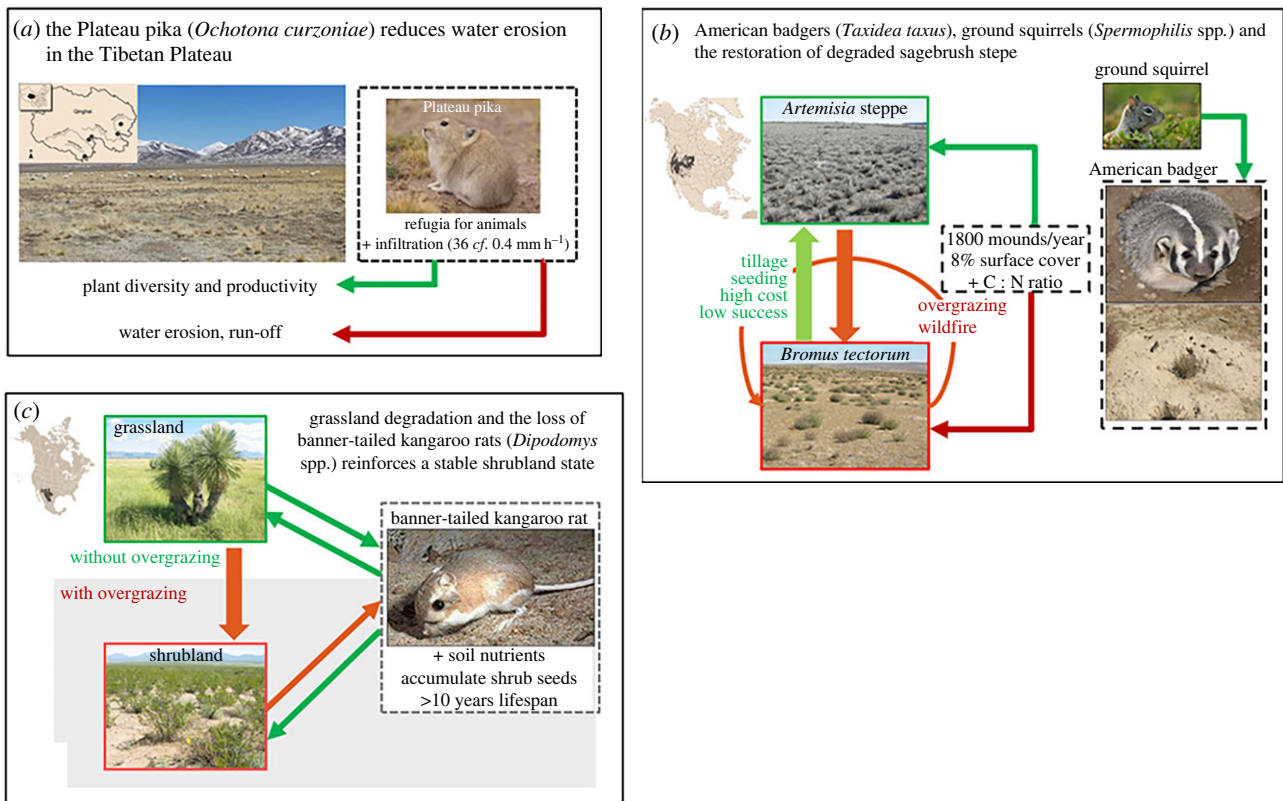 (a) the Plateau pika (Ochotona curzoniae) reduces water erosion
in the Tibetan Plateau
Qinghai
Plateau pika
refugia for animals
+ infiltration (36 cf. 0.4 mm h⁻¹)
plant diversity and productivity
water erosion, run-off
(b) American badgers (Taxidea taxus), ground squirrels (Spermophilis spp.) and
the restoration of degraded sagebrush stepe
ground squirrel
Artemisia steppe
American badger
1800 mounds/year
8% surface cover
+ C : N ratio
tillage
seeding
high cost
low success
overgrazing
wildfire
Bromus tectorum
(c) grassland degradation and the loss of
banner-tailed kangaroo rats (Dipodomys
spp.) reinforces a stable shrubland state
grassland
banner-tailed kangaroo rat
without overgrazing
with overgrazing
shrubland
+ soil nutrients
accumulate shrub seeds
>10 years lifespan